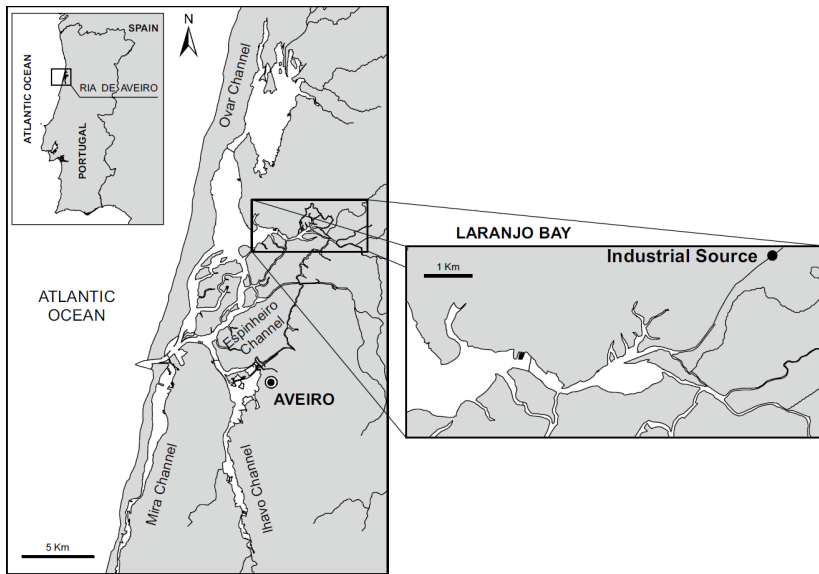 SPAIN
ATLANTIC OCEAN
RIA DE AVEIRO
PORTUGAL
N
Ovar Channel
LARANJO BAY
Industrial Source
1 Km
ATLANTIC
OCEAN
Espinheiro
Channel
AVEIRO
Mira Channel
Ilhavo Channel
5 Km